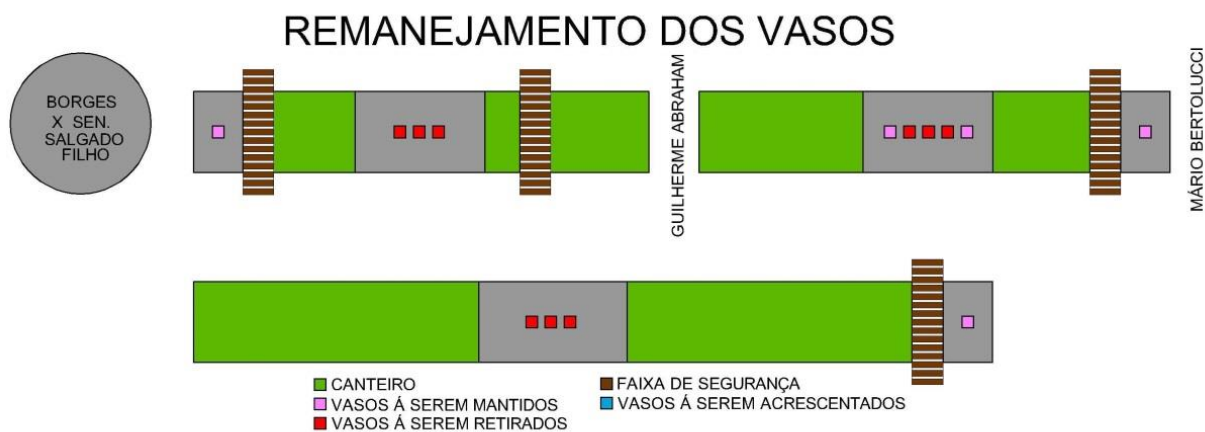 REMANEJAMENTO DOS VASOS
BORGES
X SEN.
SALGADO
FILHO
GUILHERME ABRAHAM
MÁRIO BERTOLUCCI
CANTEIRO
VASOS Á SEREM MANTIDOS
VASOS Á SEREM RETIRADOS
FAIXA DE SEGURANÇA
VASOS Á SEREM ACRESCENTADOS